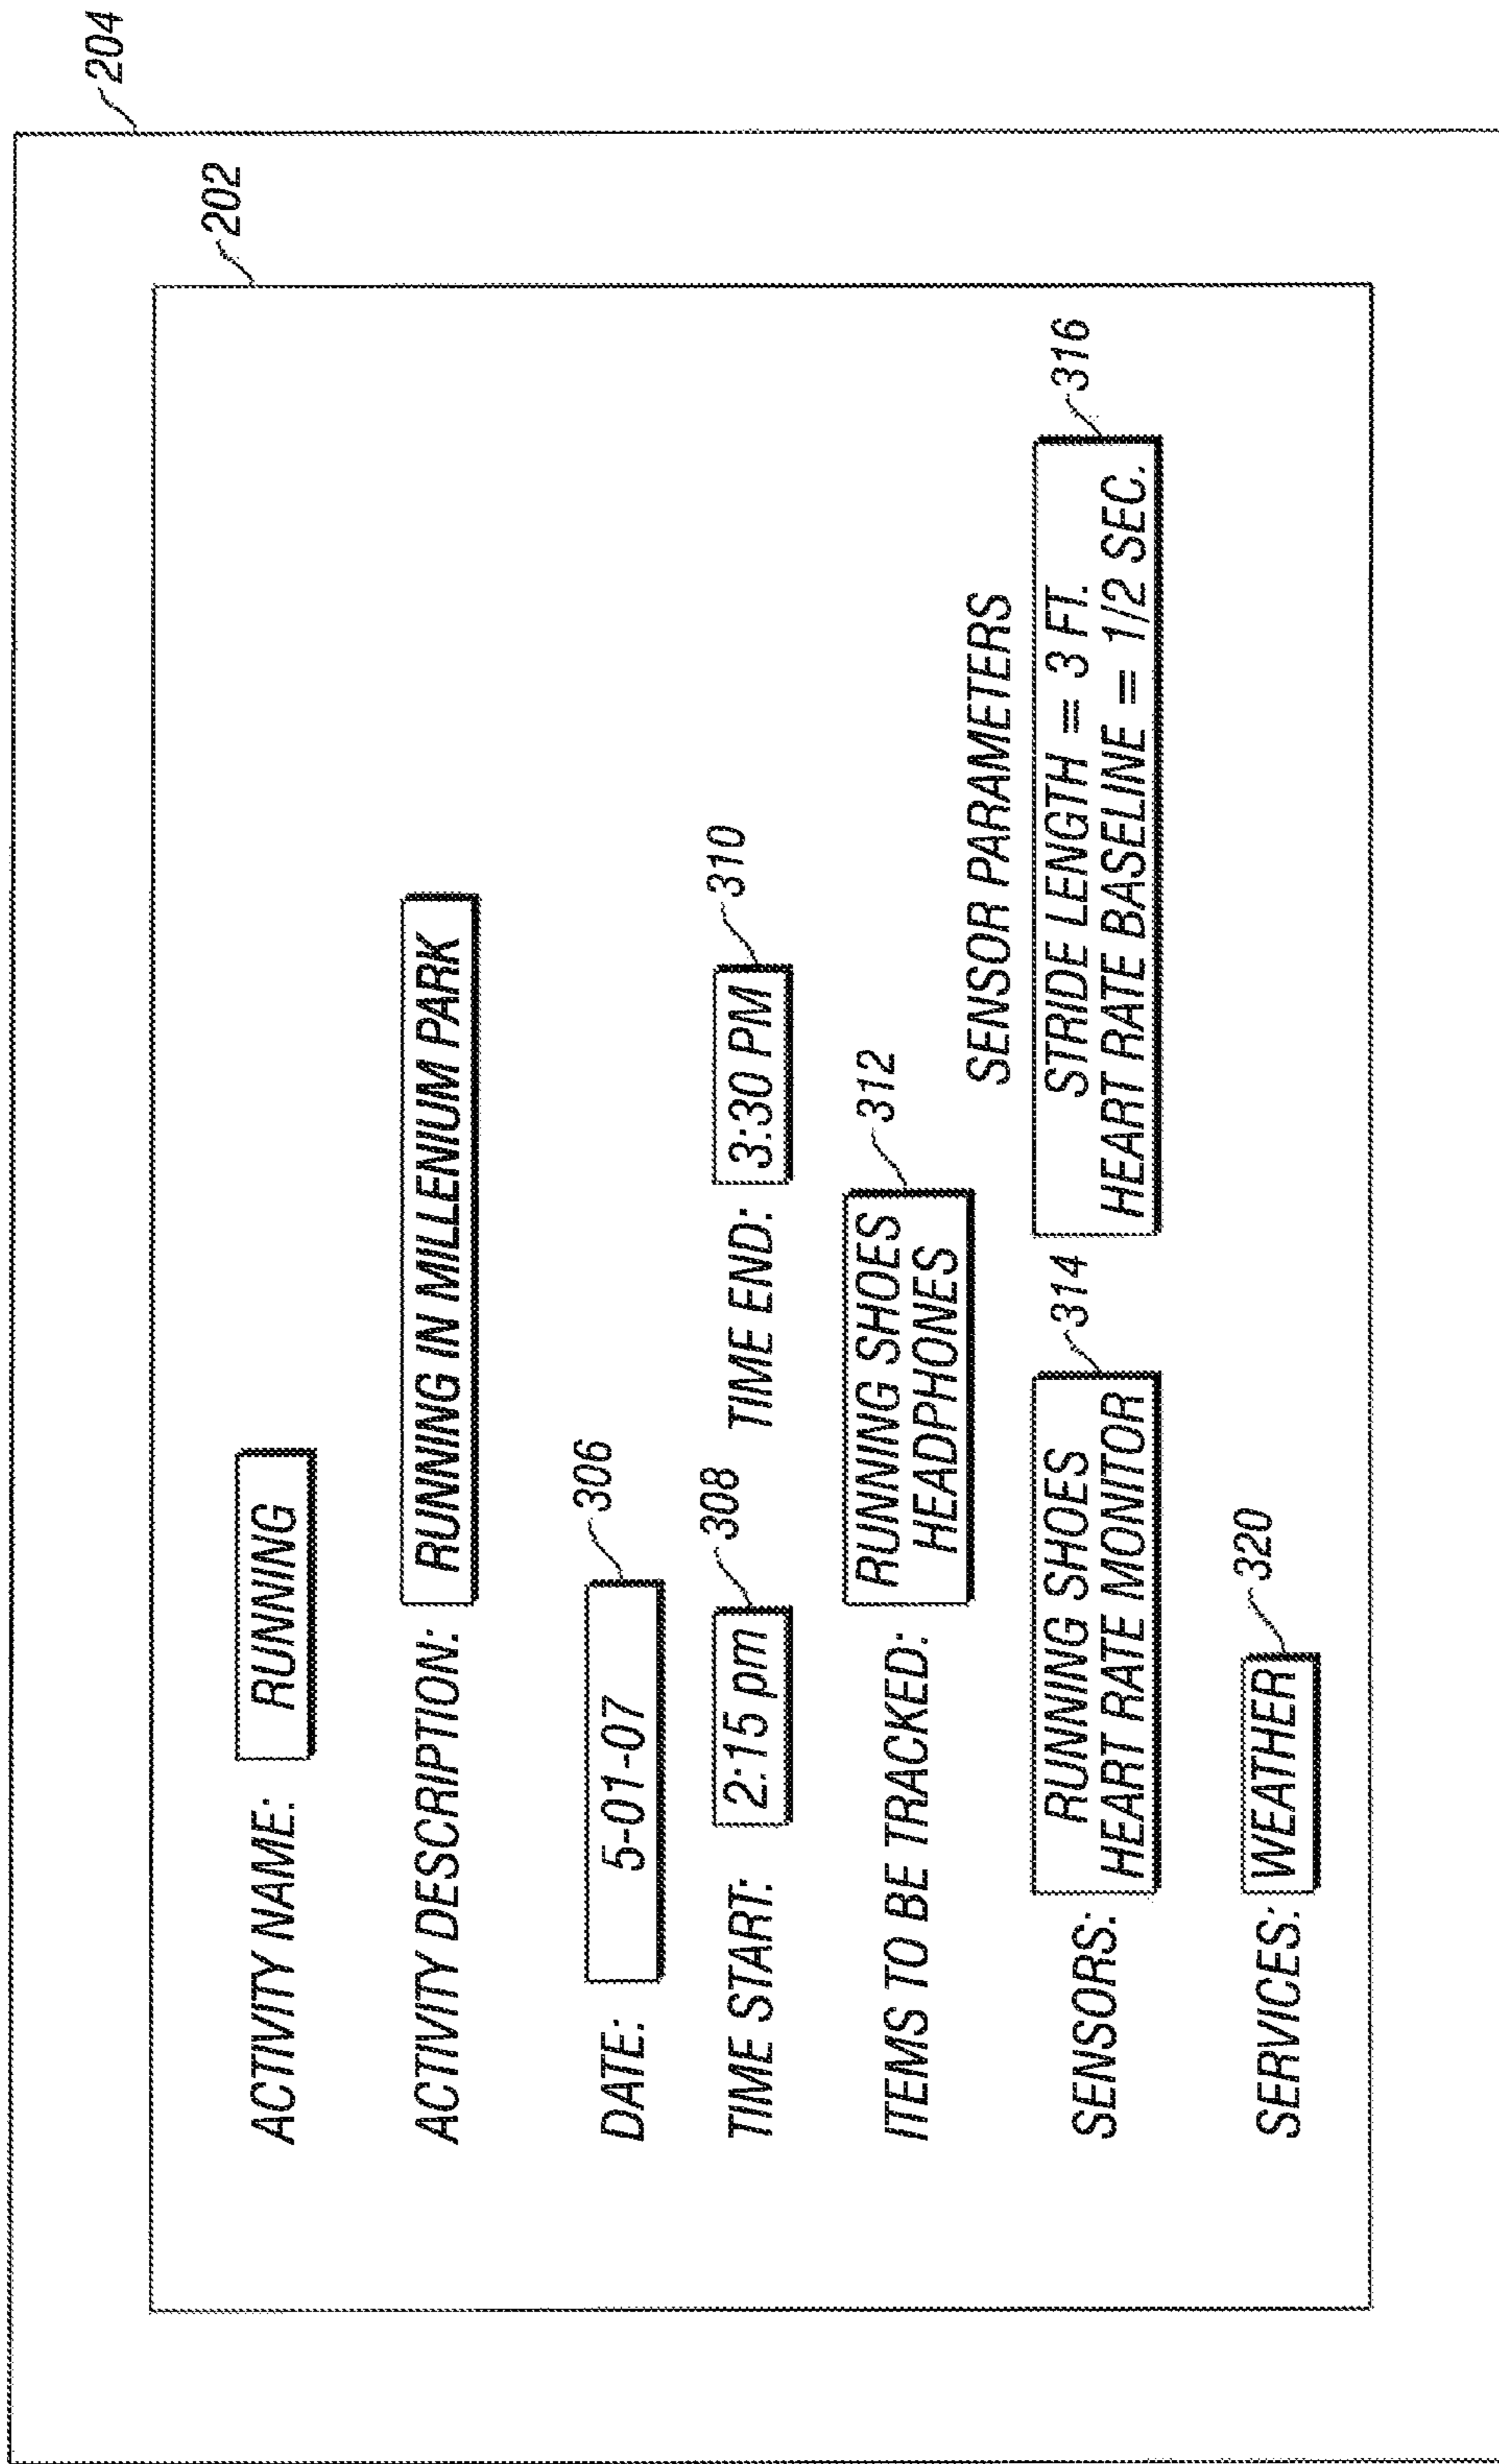 204
202
ACTIVITY NAME: RUNNING
ACTIVITY DESCRIPTION: RUNNING IN MILLENIUM PARK
306
DATE: 5-01-07
308 310
TIME START: 2:15 pm TIME END: 3:30 PM
312
ITEMS TO BE TRACKED: RUNNING SHOES
HEADPHONES
SENSOR PARAMETERS
314 316
SENSORS: RUNNING SHOES STRIDE LENGTH = 3 FT.
HEART RATE MONITOR HEART RATE BASELINE = 1/2 SEC.
320
SERVICES: WEATHER